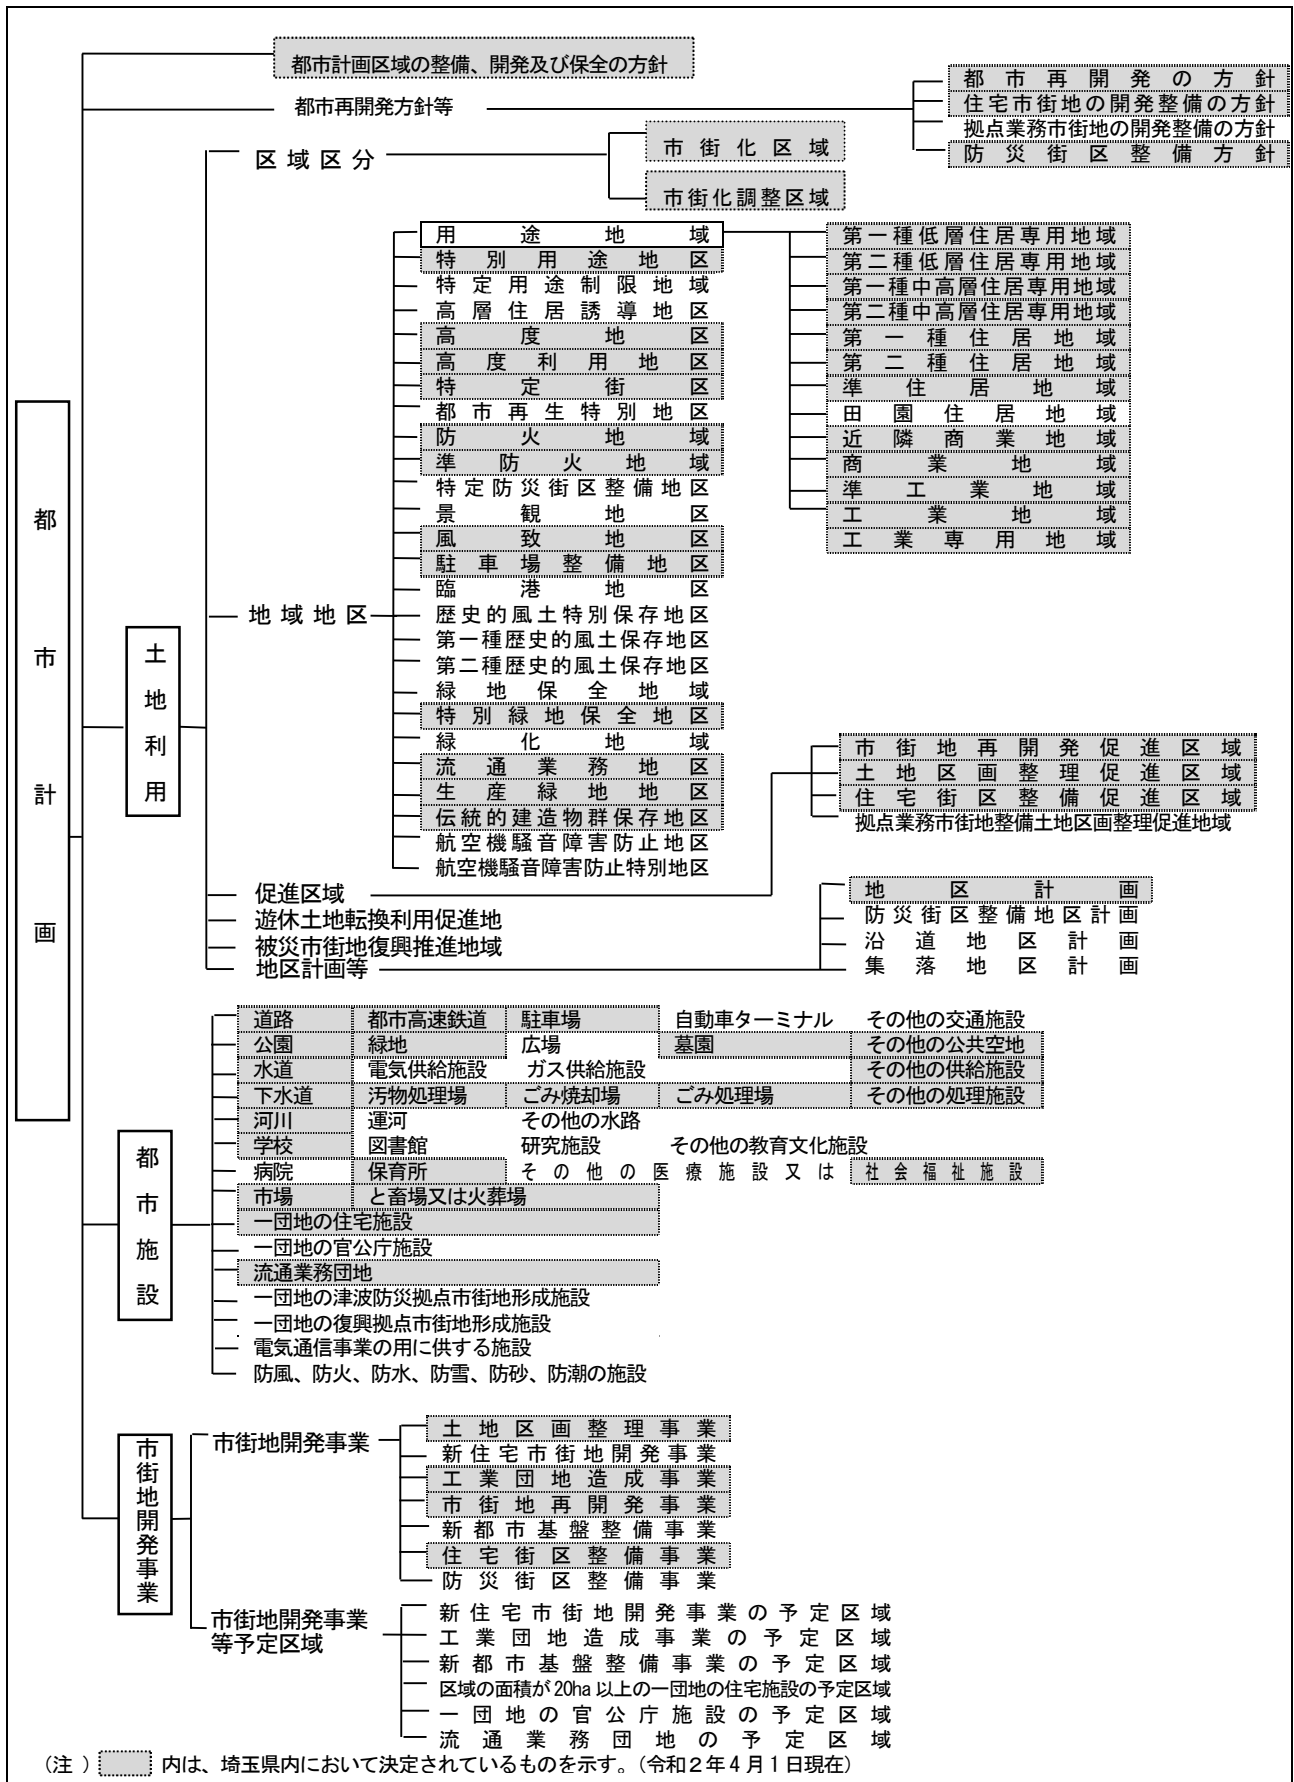 都市計画
都市計画区域の整備、開発及び保全の方針
都市再開発方針等
都市再開発の方針
住宅市街地の開発整備の方針
拠点業務市街地の開発整備の方針
防災街区整備方針
土地利用
区域区分
市街化区域
市街化調整区域
地域地区
用途地域
特別用途地区
特定用途制限地域
高層住居誘導地区
高度地区
高度利用地区
特定街区
都市再生特別地区
防火地域
準防火地域
特定防災街区整備地区
景観地区
風致地区
駐車場整備地区
臨港地区
歴史的風土特別保存地区
第一種歴史的風土保存地区
第二種歴史的風土保存地区
緑地保全地域
特別緑地保全地区
緑化地域
流通業務地区
生産緑地地区
伝統的建造物群保存地区
航空機騒音障害防止地区
航空機騒音障害防止特別地区
第一種低層住居専用地域
第二種低層住居専用地域
第一種中高層住居専用地域
第二種中高層住居専用地域
第一種住居地域
第二種住居地域
準住居地域
田園住居地域
近隣商業地域
商業地域
準工業地域
工業地域
工業専用地域
促進区域
市街地再開発促進区域
土地区画整理促進区域
住宅街区整備促進区域
拠点業務市街地整備土地区画整理促進地域
遊休土地転換利用促進地
被災市街地復興推進地域
地区計画等
地区計画
防災街区整備地区計画
沿道地区計画
集落地区計画
都市施設
道路 都市高速鉄道 駐車場 自動車ターミナル その他の交通施設
公園 緑地 広場 墓園 その他の公共空地
水道 電気供給施設 ガス供給施設 その他の供給施設
下水道 汚物処理場 ごみ焼却場 ごみ処理場 その他の処理施設
河川 運河 その他の水路
学校 図書館 研究施設 その他の教育文化施設
病院 保育所 その他の医療施設又は 社会福祉施設
市場 と畜場又は火葬場
一団地の住宅施設
一団地の官公庁施設
流通業務団地
一団地の津波防災拠点市街地形成施設
一団地の復興拠点市街地形成施設
電気通信事業の用に供する施設
防風、防火、防水、防雪、防砂、防潮の施設
市街地開発事業
市街地開発事業
土地区画整理事業
新住宅市街地開発事業
工業団地造成事業
市街地再開発事業
新都市基盤整備事業
住宅街区整備事業
防災街区整備事業
市街地開発事業
等予定区域
新住宅市街地開発事業の予定区域
工業団地造成事業の予定区域
新都市基盤整備事業の予定区域
区域の面積が20ha以上の一団地の住宅施設の予定区域
一団地の官公庁施設の予定区域
流通業務団地の予定区域
(注) 内は、埼玉県内において決定されているものを示す。(令和2年4月1日現在)